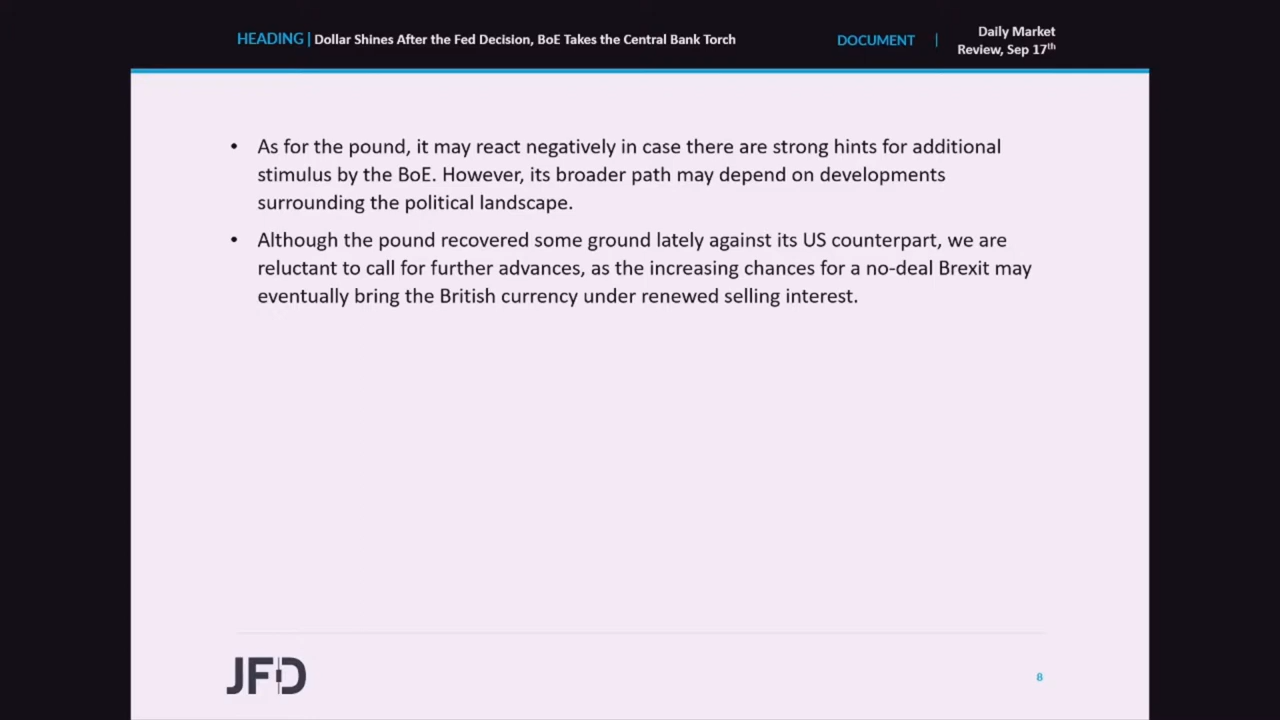 HEADING | Dollar Shines After the Fed Decision, BoE Takes the Central Bank Torch
DOCUMENT |
Daily Market
Review, Sep 17th
• As for the pound, it may react negatively in case there are strong hints for additional
stimulus by the BoE. However, its broader path may depend on developments
surrounding the political landscape.
• Although the pound recovered some ground lately against its US counterpart, we are
reluctant to call for further advances, as the increasing chances for a no-deal Brexit may
eventually bring the British currency under renewed selling interest.
JFD
8